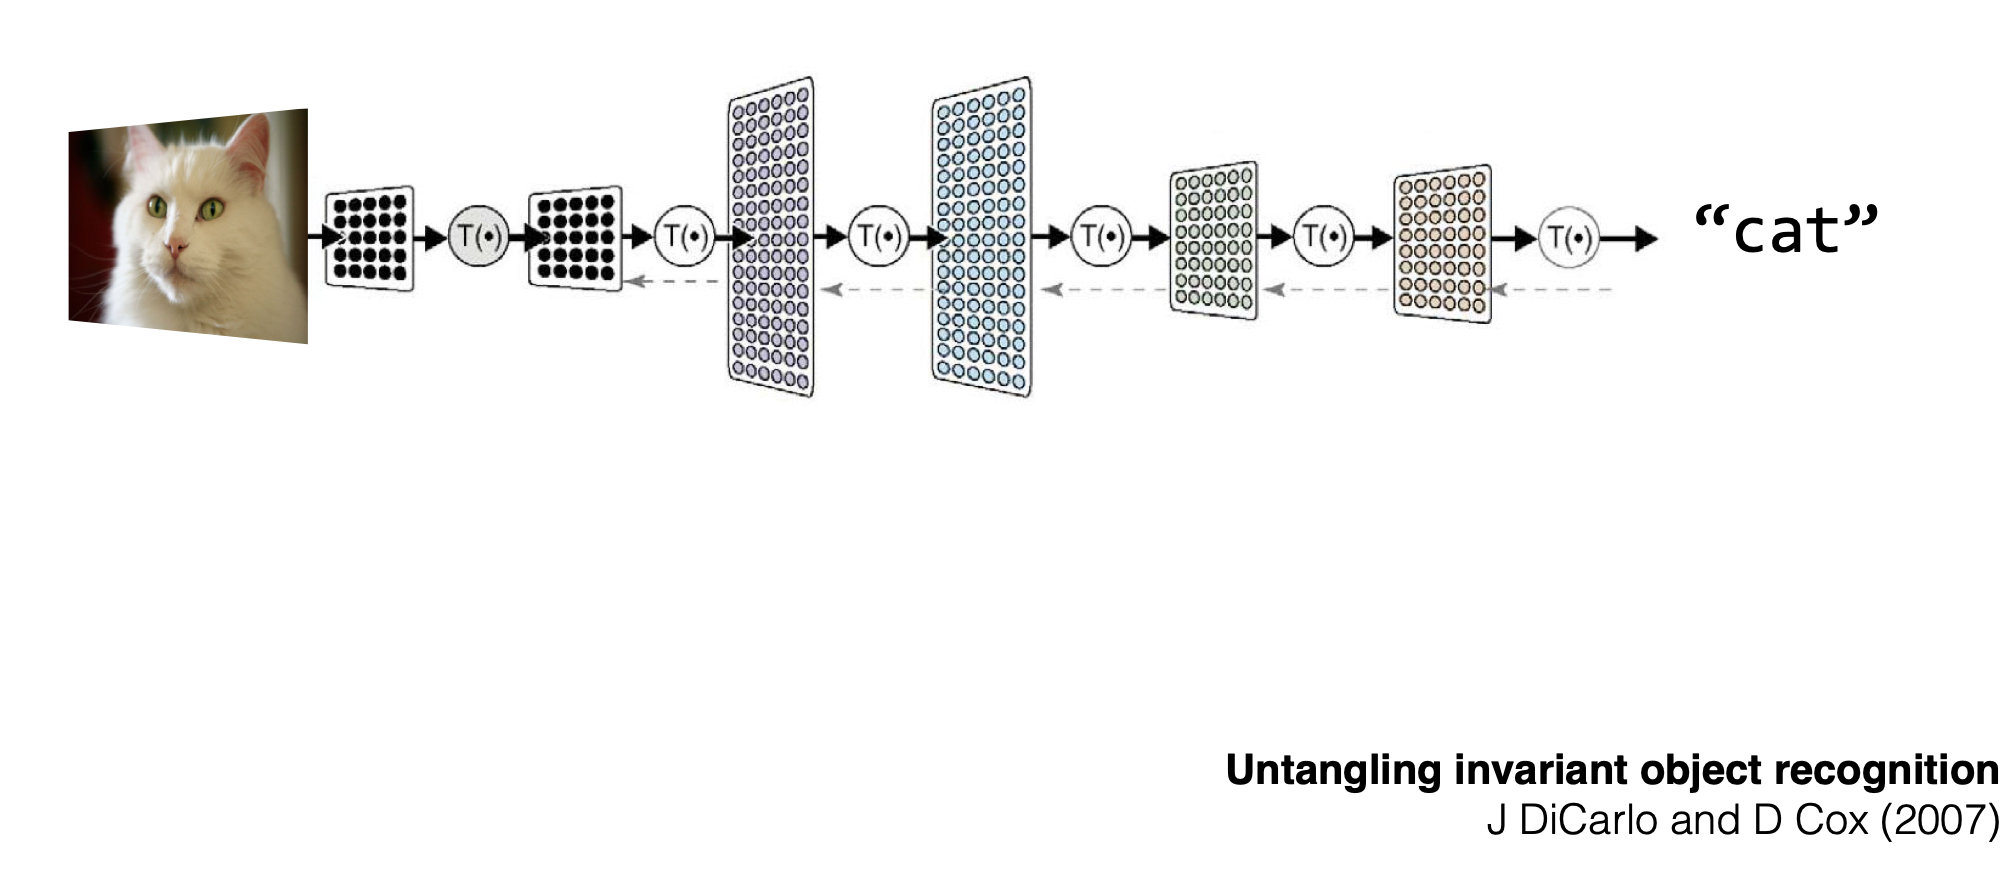 T(•) T(•) T(•) T(•) T(•) T(•) “cat”
Untangling invariant object recognition
J DiCarlo and D Cox (2007)